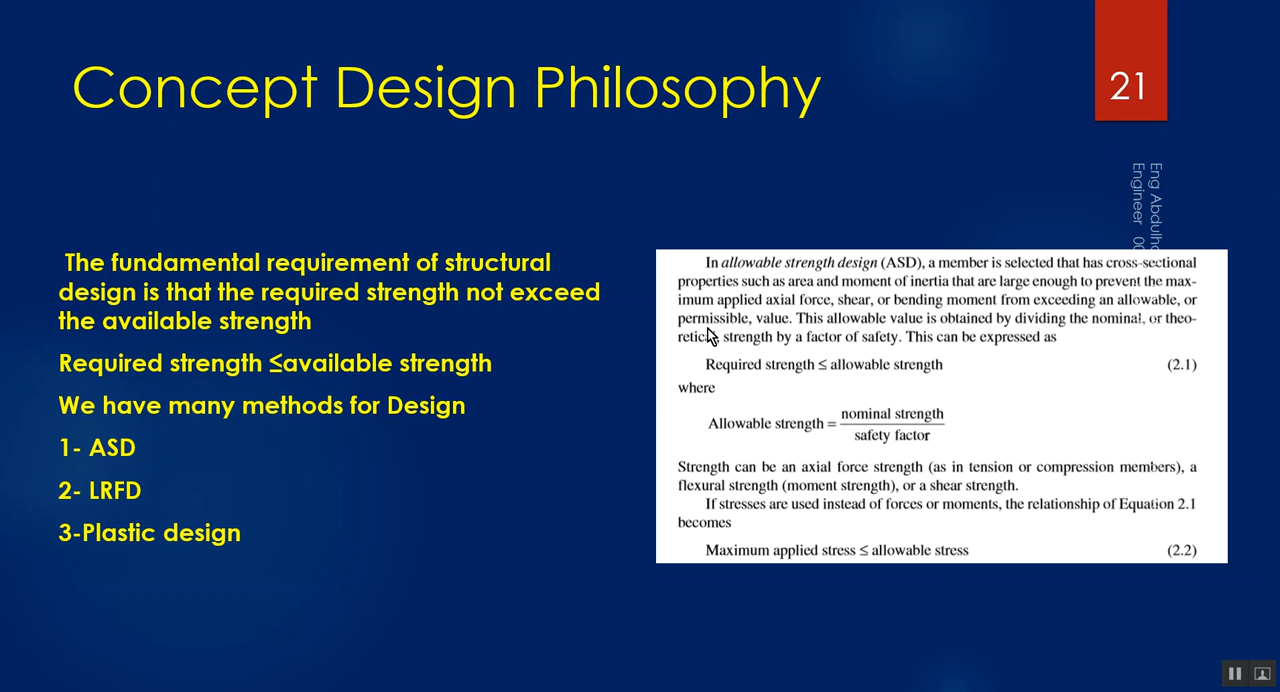 Concept Design Philosophy
21
Eng Abdulh
Engineer 00
The fundamental requirement of structural
design is that the required strength not exceed
the available strength
Required strength ≤available strength
We have many methods for Design
1- ASD
2- LRFD
3-Plastic design
In allowable strength design (ASD), a member is selected that has cross-sectional
properties such as area and moment of inertia that are large enough to prevent the max-
imum applied axial force, shear, or bending moment from exceeding an allowable, or
permissible, value. This allowable value is obtained by dividing the nominal, or theo-
retical, strength by a factor of safety. This can be expressed as
Required strength ≤ allowable strength (2.1)
where
Allowable strength = nominal strength
safety factor
Strength can be an axial force strength (as in tension or compression members), a
flexural strength (moment strength), or a shear strength.
If stresses are used instead of forces or moments, the relationship of Equation 2.1
becomes
Maximum applied stress ≤ allowable stress (2.2)